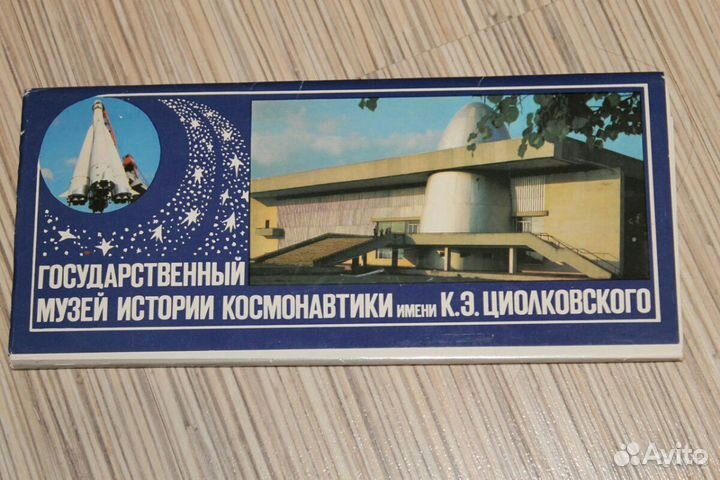 ГОСУДАРСТВЕННЫЙ
МУЗЕЙ ИСТОРИИ КОСМОНАВТИКИ ИМЕНИ К.Э. ЦИОЛКОВСКОГО
Avito